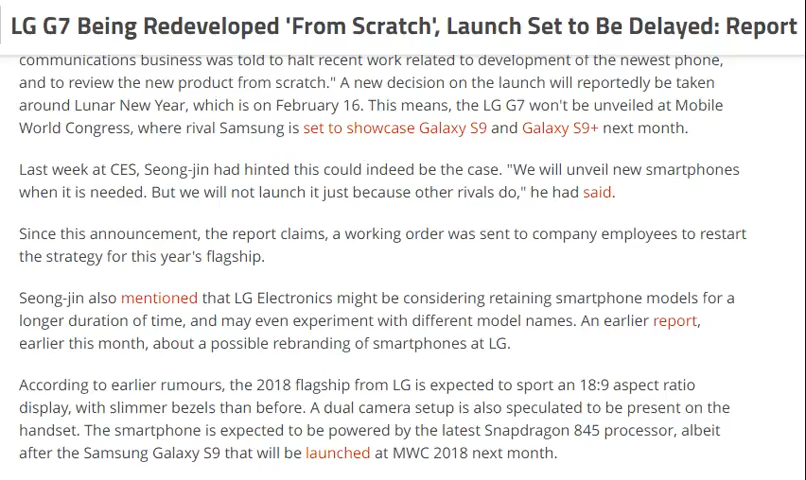 LG G7 Being Redeveloped 'From Scratch', Launch Set to Be Delayed: Report
communications business was told to halt recent work related to development of the newest phone,
and to review the new product from scratch." A new decision on the launch will reportedly be taken
around Lunar New Year, which is on February 16. This means, the LG G7 won't be unveiled at Mobile
World Congress, where rival Samsung is set to showcase Galaxy S9 and Galaxy S9+ next month.
Last week at CES, Seong-jin had hinted this could indeed be the case. "We will unveil new smartphones
when it is needed. But we will not launch it just because other rivals do," he had said.
Since this announcement, the report claims, a working order was sent to company employees to restart
the strategy for this year's flagship.
Seong-jin also mentioned that LG Electronics might be considering retaining smartphone models for a
longer duration of time, and may even experiment with different model names. An earlier report,
earlier this month, about a possible rebranding of smartphones at LG.
According to earlier rumours, the 2018 flagship from LG is expected to sport an 18:9 aspect ratio
display, with slimmer bezels than before. A dual camera setup is also speculated to be present on the
handset. The smartphone is expected to be powered by the latest Snapdragon 845 processor, albeit
after the Samsung Galaxy S9 that will be launched at MWC 2018 next month.